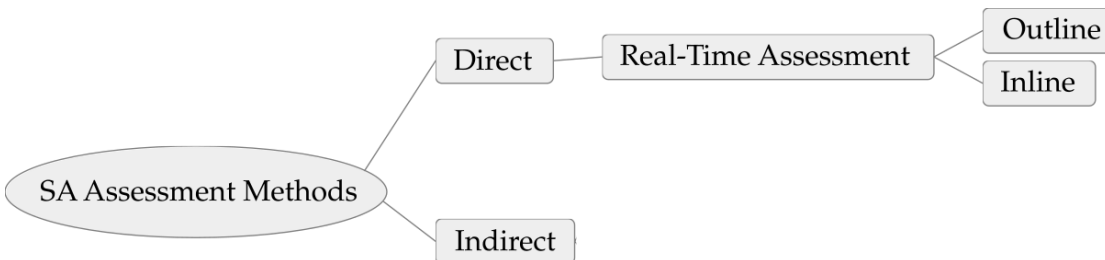 Outline
Direct
Real-Time Assessment
Inline
SA Assessment Methods
Indirect